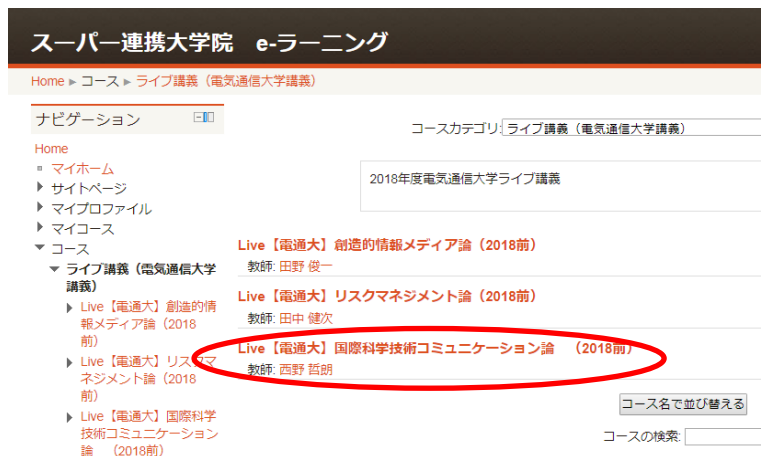 スーパー連携大学院　e-ラーニング
Home ▶ コース ▶ ライブ講義（電気通信大学講義）
ナビゲーション
Home
マイホーム
サイトページ
マイプロファイル
マイコース
コース
ライブ講義（電気通信大学
講義）
Live【電通大】創造的情
報メディア論（2018
前）
Live【電通大】リスクマ
ネジメント論（2018
前）
Live【電通大】国際科学
技術コミュニケーション
論　（2018前）
コースカテゴリ: ライブ講義（電気通信大学講義）
2018年度電気通信大学ライブ講義
Live【電通大】創造的情報メディア論（2018前）
教師: 田野 俊一
Live【電通大】リスクマネジメント論（2018前）
教師: 田中 健次
Live【電通大】国際科学技術コミュニケーション論　（2018前）
教師: 西野 哲朗
コース名で並び替える
コースの検索: